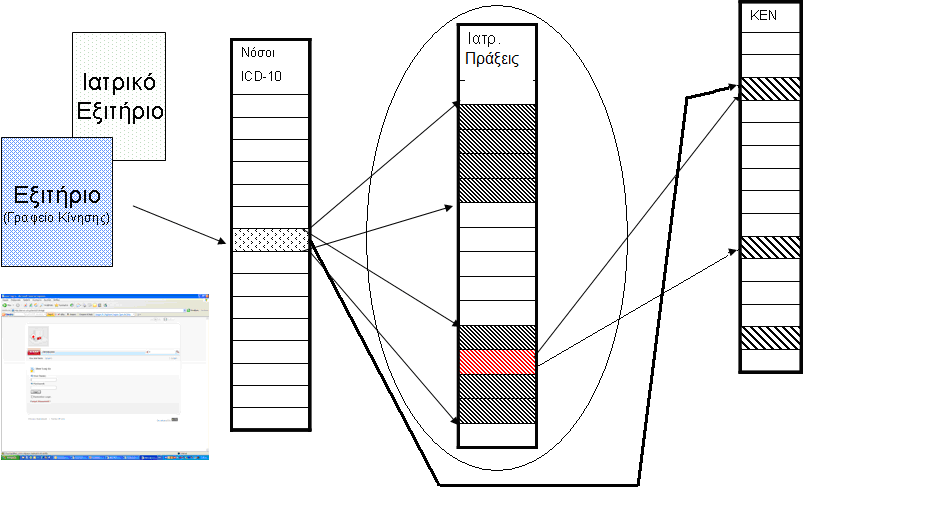 Ιατρικό
Εξιτήριο
Εξιτήριο
(Γραφείο Κίνησης)
Νόσοι
ICD-10
Ιατρ.
Πράξεις
ΚΕΝ